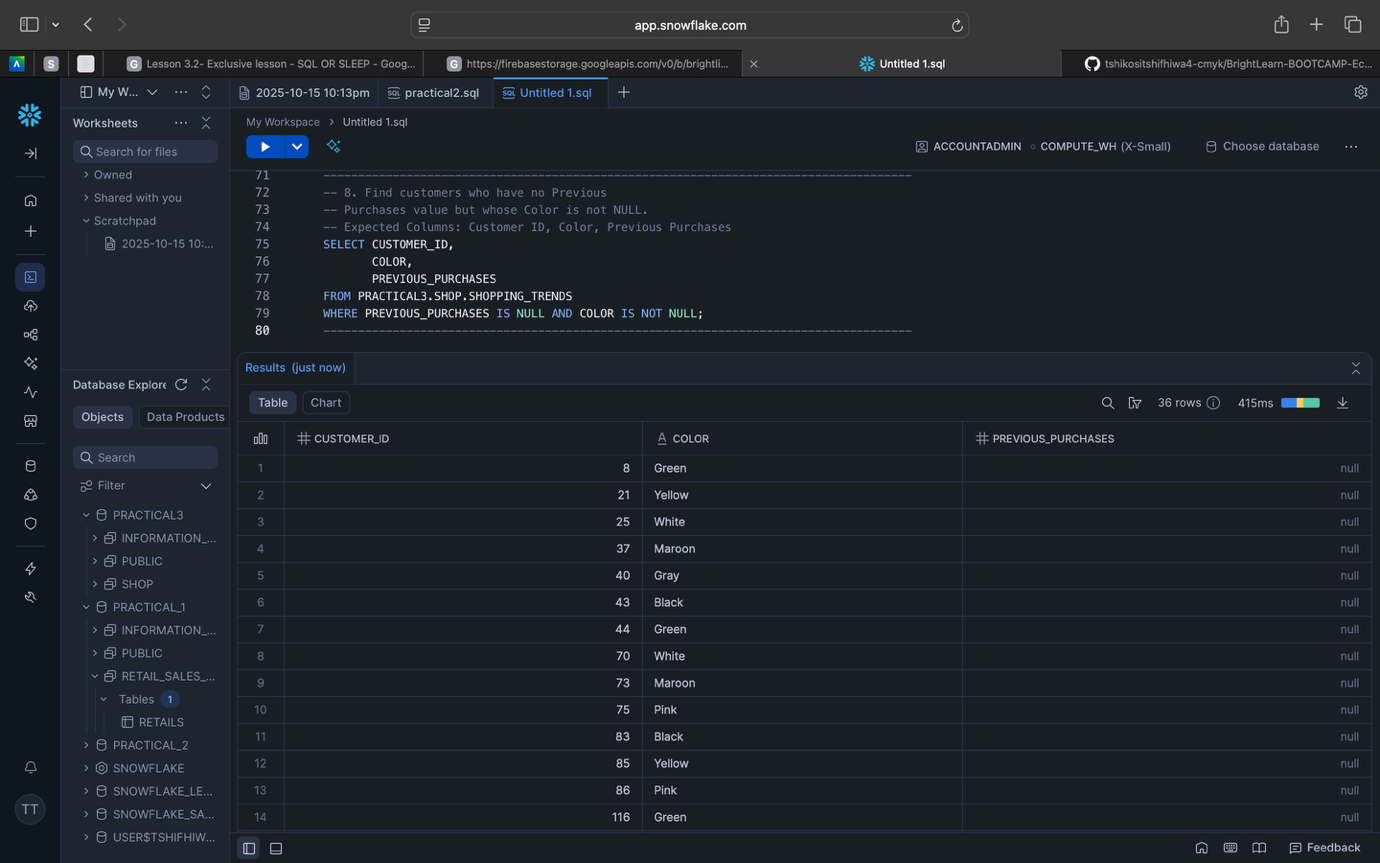 app.snowflake.com
S
G Lesson 3.2- Exclusive lesson - SQL OR SLEEP - Goog...
G https://firebasestorage.googleapis.com/v0/b/brightli...
Untitled 1.sql
tshikositshifhiwa4-cmyk/BrightLearn-BOOTCAMP-Ec...
My W...
2025-10-15 10:13pm
SQL practical2.sql
SQL Untitled 1.sql
Worksheets
My Workspace > Untitled 1.sql
Search for files
ACCOUNTADMIN COMPUTE_WH (X-Small) Choose database
Owned
Shared with you
Scratchpad
2025-10-15 10:...
71 -------------------------------------------------------------------------------------
72 -- 8. Find customers who have no Previous
73 -- Purchases value but whose Color is not NULL.
74 -- Expected Columns: Customer ID, Color, Previous Purchases
75 SELECT CUSTOMER_ID,
76 COLOR,
77 PREVIOUS_PURCHASES
78 FROM PRACTICAL3.SHOP.SHOPPING_TRENDS
79 WHERE PREVIOUS_PURCHASES IS NULL AND COLOR IS NOT NULL;
80 -------------------------------------------------------------------------------------
Database Explore
Objects Data Products
Search
Filter
PRACTICAL3
INFORMATION_...
PUBLIC
SHOP
PRACTICAL_1
INFORMATION_...
PUBLIC
RETAIL_SALES_...
Tables 1
RETAILS
PRACTICAL_2
SNOWFLAKE
SNOWFLAKE_LE...
SNOWFLAKE_SA...
USER$TSHIFHIW...
TT
Results (just now)
Table Chart 36 rows 415ms
# CUSTOMER_ID A COLOR # PREVIOUS_PURCHASES
1 8 Green null
2 21 Yellow null
3 25 White null
4 37 Maroon null
5 40 Gray null
6 43 Black null
7 44 Green null
8 70 White null
9 73 Maroon null
10 75 Pink null
11 83 Black null
12 85 Yellow null
13 86 Pink null
14 116 Green null
Feedback